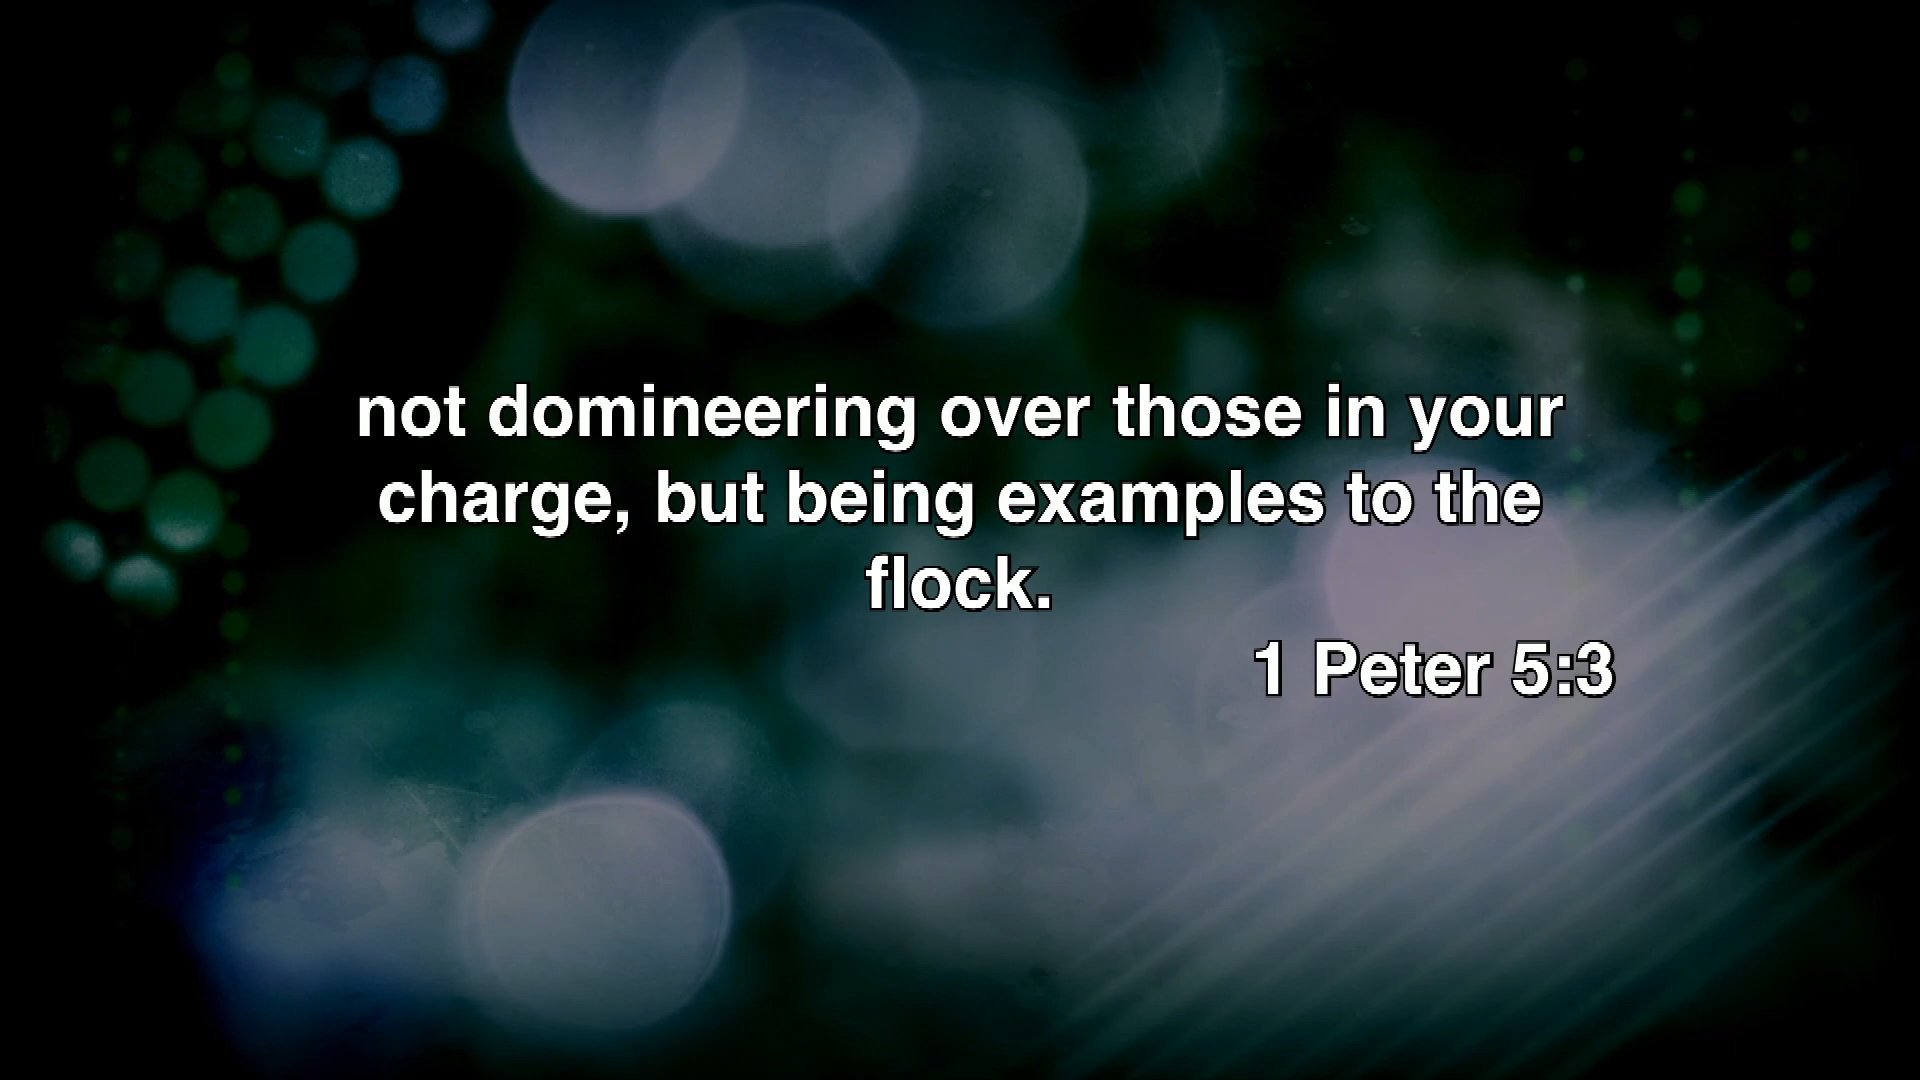 not domineering over those in your
charge, but being examples to the
flock.
1 Peter 5:3